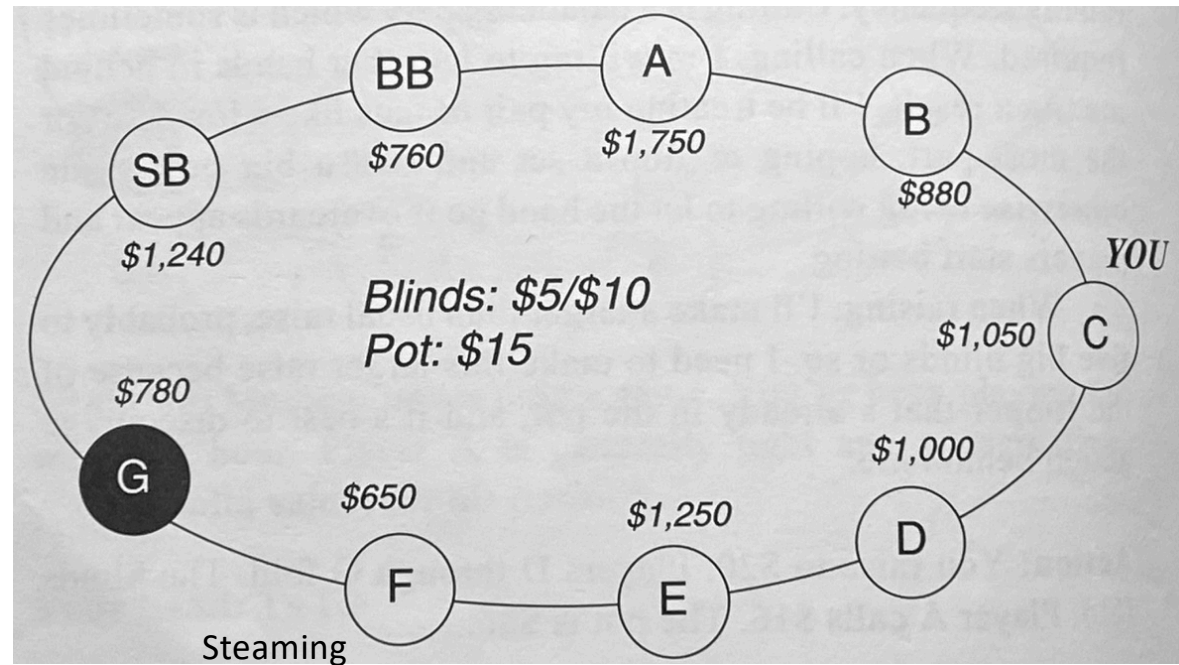 BB
A
$760
$1,750
B
$880
SB
$1,240
YOU
Blinds: $5/$10
Pot: $15
$1,050
C
$780
G
$1,000
D
$650
$1,250
F
E
Steaming